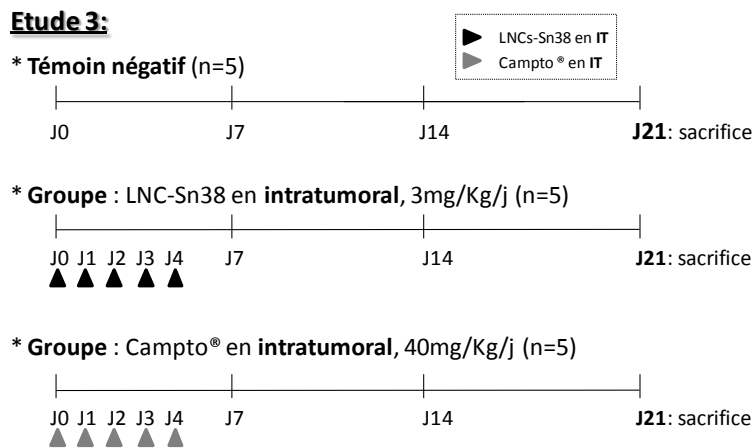 Etude 3:
LNCs-Sn38 en IT
Campto ® en IT
* Témoin négatif (n=5)
J0 J7 J14 J21: sacrifice
* Groupe : LNC-Sn38 en intratumoral, 3mg/Kg/j (n=5)
J0 J1 J2 J3 J4 J7 J14 J21: sacrifice
* Groupe : Campto® en intratumoral, 40mg/Kg/j (n=5)
J0 J1 J2 J3 J4 J7 J14 J21: sacrifice